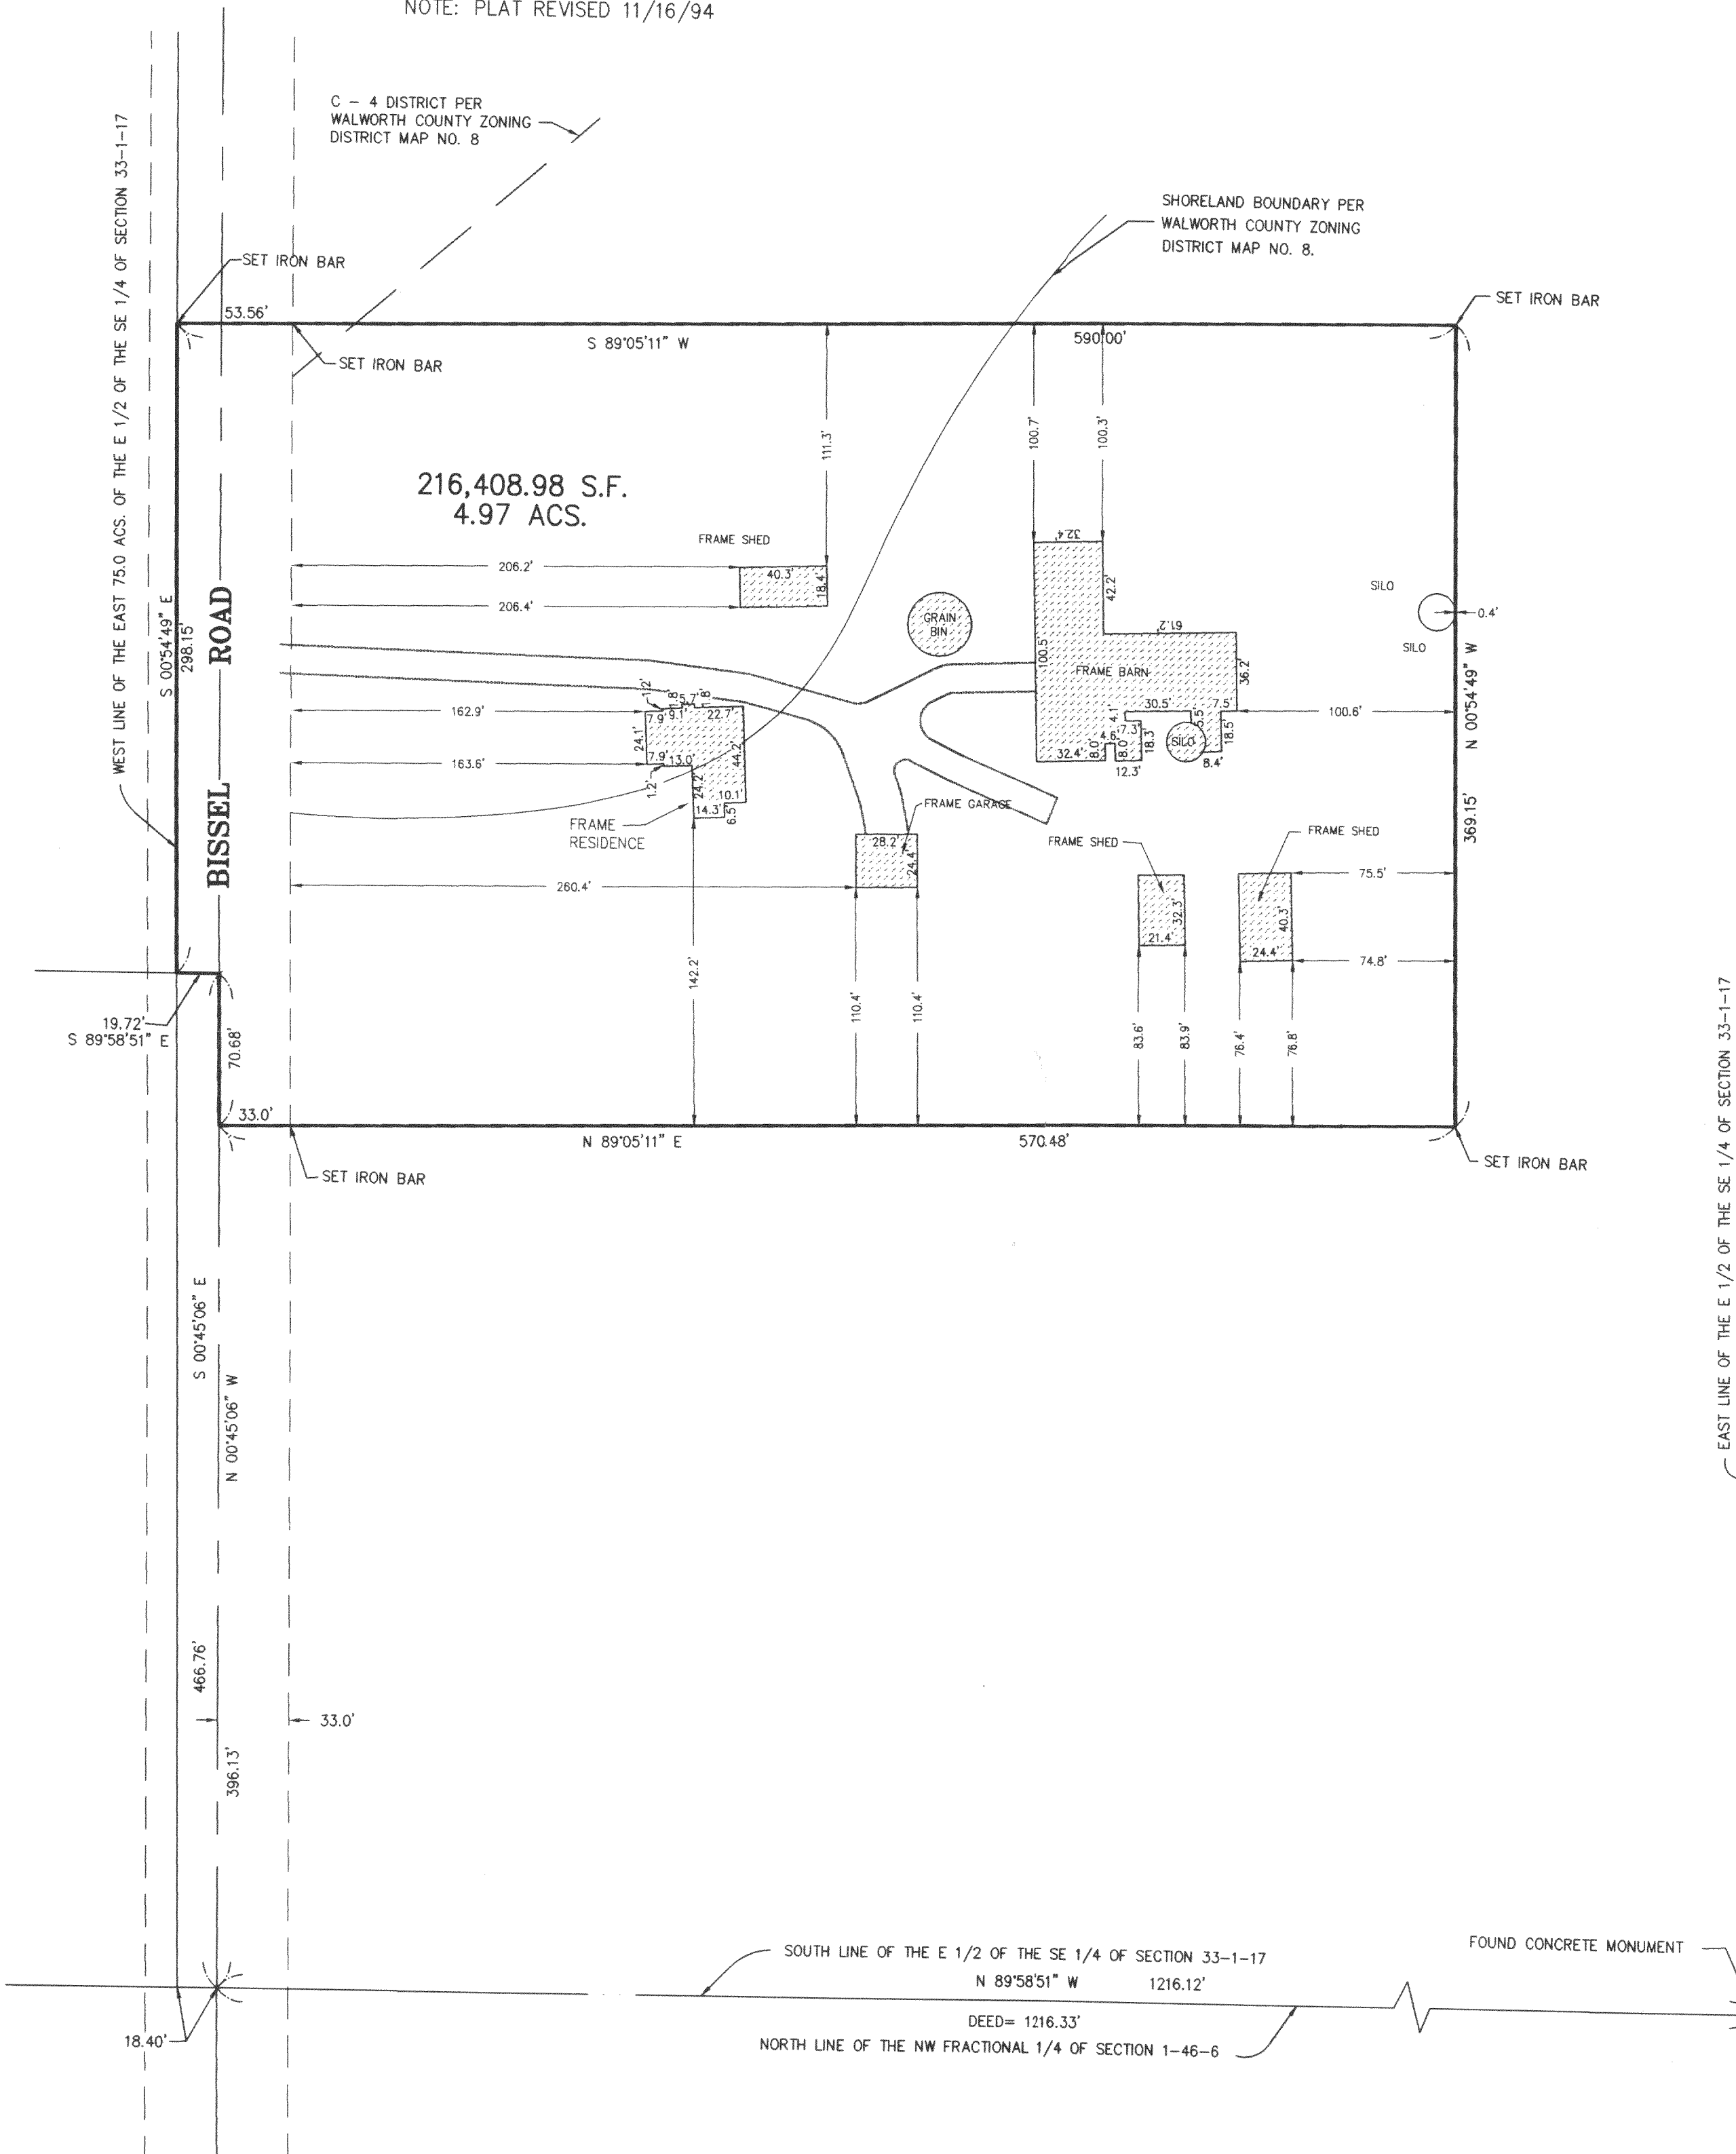 NOTE: PLAT REVISED 11/16/94
C – 4 DISTRICT PER
WALWORTH COUNTY ZONING
DISTRICT MAP NO. 8
WEST LINE OF THE EAST 75.0 ACS. OF THE E 1/2 OF THE SE 1/4 OF SECTION 33–1–17
SHORELAND BOUNDARY PER
WALWORTH COUNTY ZONING
DISTRICT MAP NO. 8.
SET IRON BAR
SET IRON BAR
53.56'
SET IRON BAR
S 89°05'11" W
590.00'
111.3'
100.7'
100.3'
216,408.98 S.F.
4.97 ACS.
FRAME SHED
206.2'
40.3'
18.4'
206.4'
32.4'
42.2'
61.2'
GRAIN
BIN
100.5'
FRAME BARN
36.2'
SILO
0.4'
SILO
S 00°54'49" E
298.15'
BISSEL ROAD
N 00°54'49" W
369.15'
162.9'
1.2'
1.8'
5.7'
1.8'
7.9'
9.1'
22.7'
24.1'
44.2'
163.6'
7.9'
13.0'
1.2'
24.2'
10.1'
14.3'
6.5'
FRAME
RESIDENCE
30.5'
7.5'
4.1'
5.5'
100.6'
7.3'
4.6'
SILO
18.5'
32.4'
8.0'
8.0'
18.3'
12.3'
8.4'
FRAME GARAGE
28.2'
24.4'
260.4'
FRAME SHED
FRAME SHED
75.5'
32.3'
21.4'
40.3'
24.4'
74.8'
142.2'
110.4'
110.4'
83.6'
83.9'
76.4'
76.8'
19.72'
S 89°58'51" E
70.68'
33.0'
N 89°05'11" E
570.48'
SET IRON BAR
SET IRON BAR
EAST LINE OF THE E 1/2 OF THE SE 1/4 OF SECTION 33–1–17
S 00°45'06" E
N 00°45'06" W
466.76'
33.0'
396.13'
SOUTH LINE OF THE E 1/2 OF THE SE 1/4 OF SECTION 33–1–17
FOUND CONCRETE MONUMENT
N 89°58'51" W 1216.12'
DEED= 1216.33'
NORTH LINE OF THE NW FRACTIONAL 1/4 OF SECTION 1–46–6
18.40'